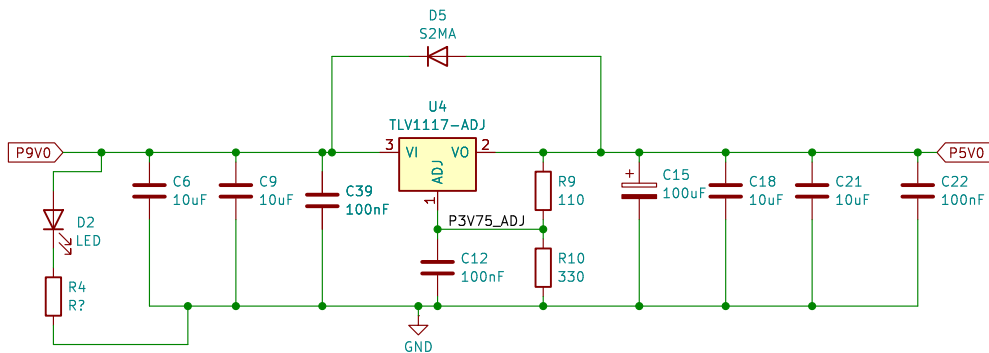 D5
S2MA
U4
TLV1117-ADJ
P9V0
3
VI
VO
2
P5V0
ADJ
1
C6
10uF
C9
10uF
C39
100nF
R9
110
C15
100uF
+
C18
10uF
C21
10uF
C22
100nF
D2
LED
P3V75_ADJ
C12
100nF
R10
330
R4
R?
GND